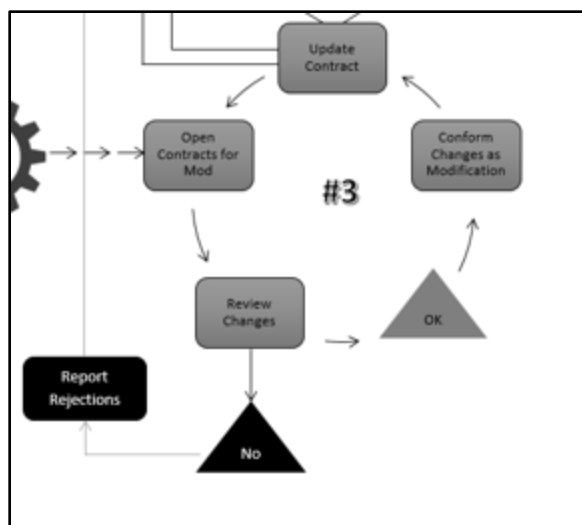 Update
Contract
Open
Contracts for
Mod
Conform
Changes as
Modification
#3
Review
Changes
OK
Report
Rejections
No